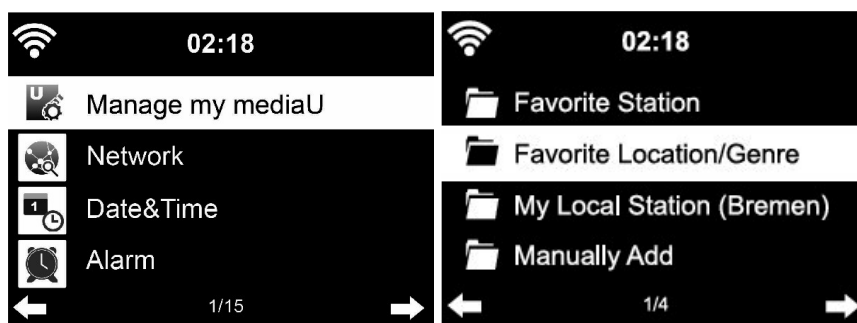 02:18
U
Manage my mediaU
Network
1
Date&Time
Alarm
1/15
02:18
Favorite Station
Favorite Location/Genre
My Local Station (Bremen)
Manually Add
1/4